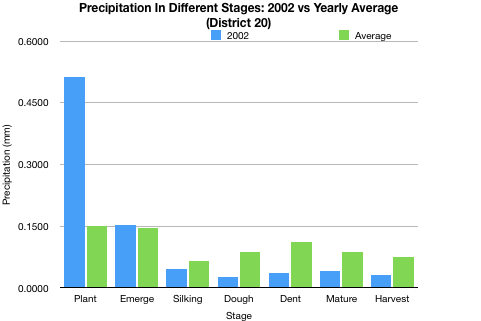 Precipitation In Different Stages: 2002 vs Yearly Average
(District 20)
2002
Average
0.6000
0.4500
0.3000
0.1500
0.0000
Precipitation (mm)
Plant
Emerge
Silking
Dough
Dent
Mature
Harvest
Stage